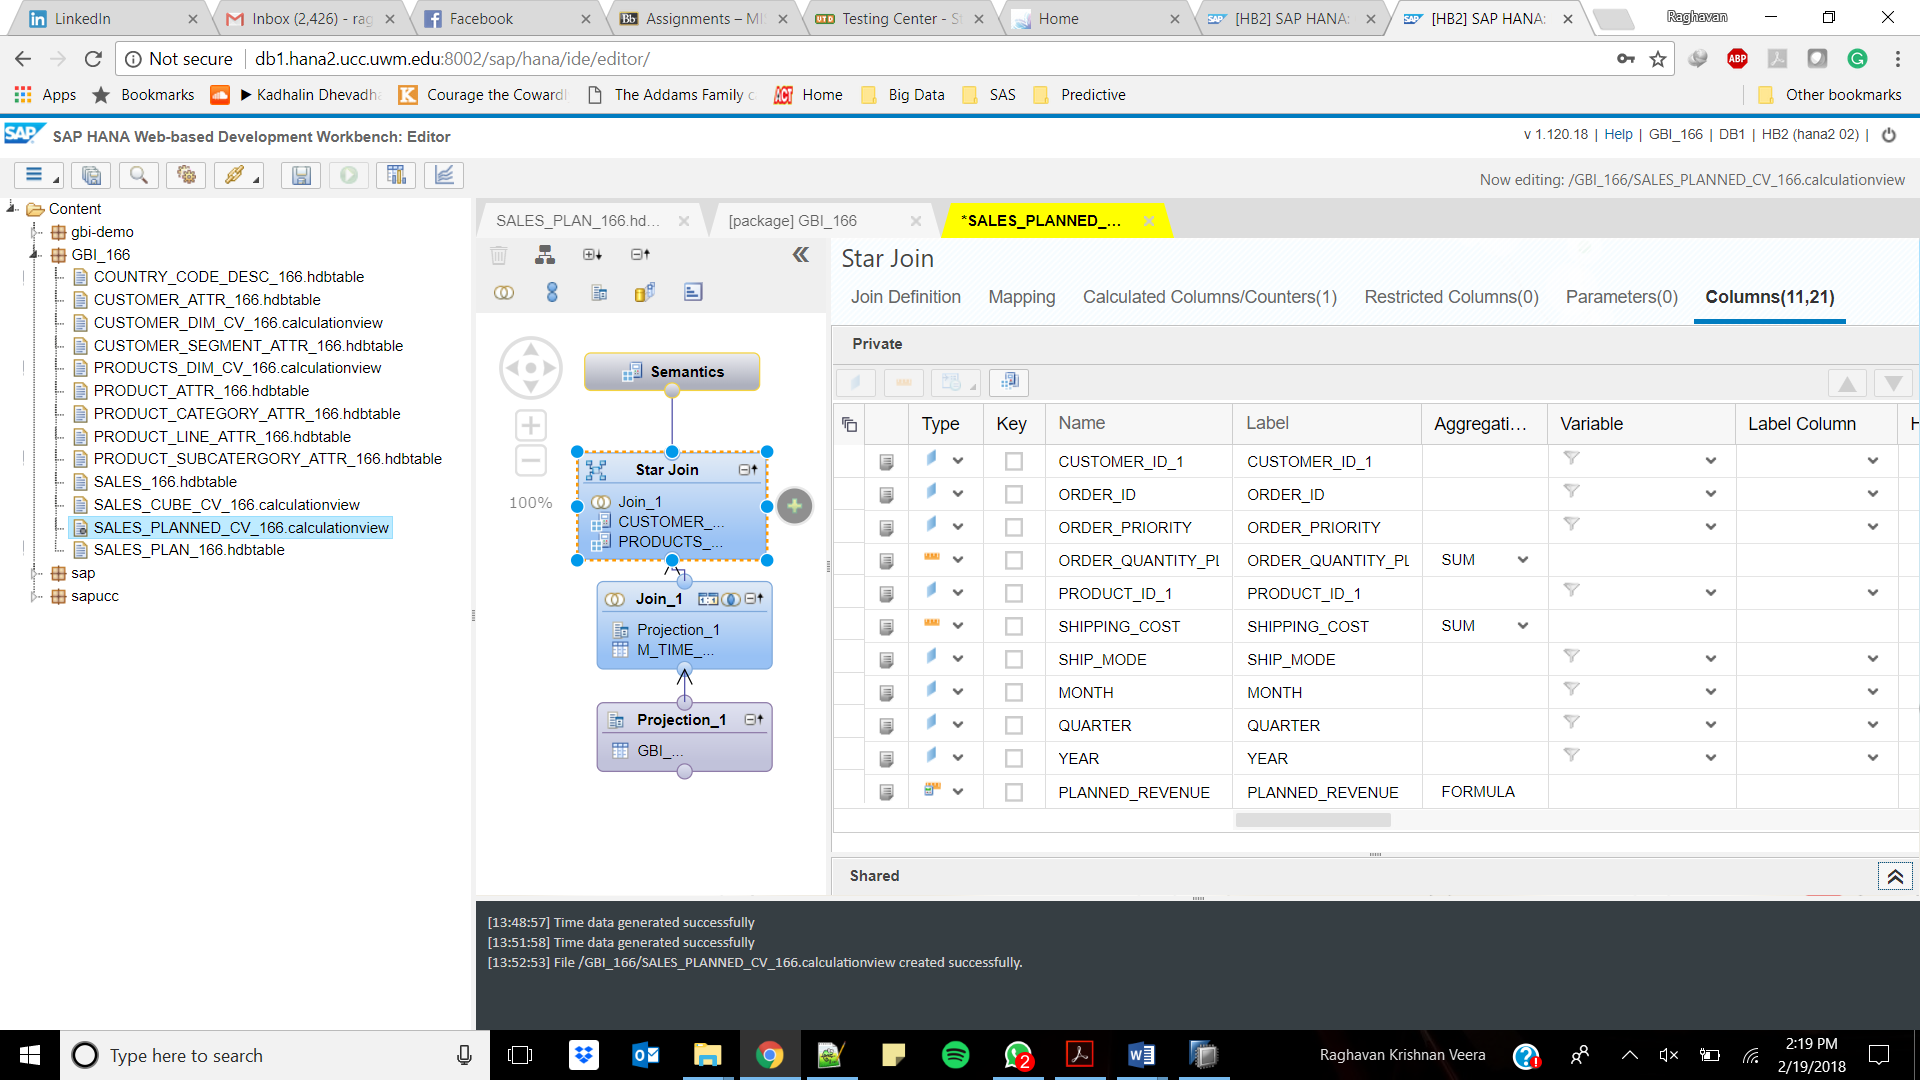 LinkedIn
Inbox (2,426) - rag
Facebook
Assignments – MI
Testing Center - S
Home
[HB2] SAP HANA:
[HB2] SAP HANA:
Raghavan
Not secure db1.hana2.ucc.uwm.edu:8002/sap/hana/ide/editor/
Apps Bookmarks ▶ Kadhalin Dhevadha Courage the Cowardl The Addams Family c Home Big Data SAS Predictive Other bookmarks
SAP SAP HANA Web-based Development Workbench: Editor
v 1.120.18 | Help | GBI_166 | DB1 | HB2 (hana2 02) |
Now editing: /GBI_166/SALES_PLANNED_CV_166.calculationview
Content
gbi-demo
GBI_166
COUNTRY_CODE_DESC_166.hdbtable
CUSTOMER_ATTR_166.hdbtable
CUSTOMER_DIM_CV_166.calculationview
CUSTOMER_SEGMENT_ATTR_166.hdbtable
PRODUCTS_DIM_CV_166.calculationview
PRODUCT_ATTR_166.hdbtable
PRODUCT_CATEGORY_ATTR_166.hdbtable
PRODUCT_LINE_ATTR_166.hdbtable
PRODUCT_SUBCATERGORY_ATTR_166.hdbtable
SALES_166.hdbtable
SALES_CUBE_CV_166.calculationview
SALES_PLANNED_CV_166.calculationview
SALES_PLAN_166.hdbtable
sap
sapucc
SALES_PLAN_166.hd...
[package] GBI_166
*SALES_PLANNED_...
100%
Semantics
Star Join
Join_1
CUSTOMER_...
PRODUCTS_...
Join_1
Projection_1
M_TIME_...
Projection_1
GBI_...
Star Join
Join Definition Mapping Calculated Columns/Counters(1) Restricted Columns(0) Parameters(0) Columns(11,21)
Private
Type Key Name Label Aggregati... Variable Label Column H
CUSTOMER_ID_1 CUSTOMER_ID_1
ORDER_ID ORDER_ID
ORDER_PRIORITY ORDER_PRIORITY
ORDER_QUANTITY_PL ORDER_QUANTITY_PL SUM
PRODUCT_ID_1 PRODUCT_ID_1
SHIPPING_COST SHIPPING_COST SUM
SHIP_MODE SHIP_MODE
MONTH MONTH
QUARTER QUARTER
YEAR YEAR
PLANNED_REVENUE PLANNED_REVENUE FORMULA
Shared
[13:48:57] Time data generated successfully
[13:51:58] Time data generated successfully
[13:52:53] File /GBI_166/SALES_PLANNED_CV_166.calculationview created successfully.
Type here to search
2
Raghavan Krishnan Veera
2:19 PM
2/19/2018